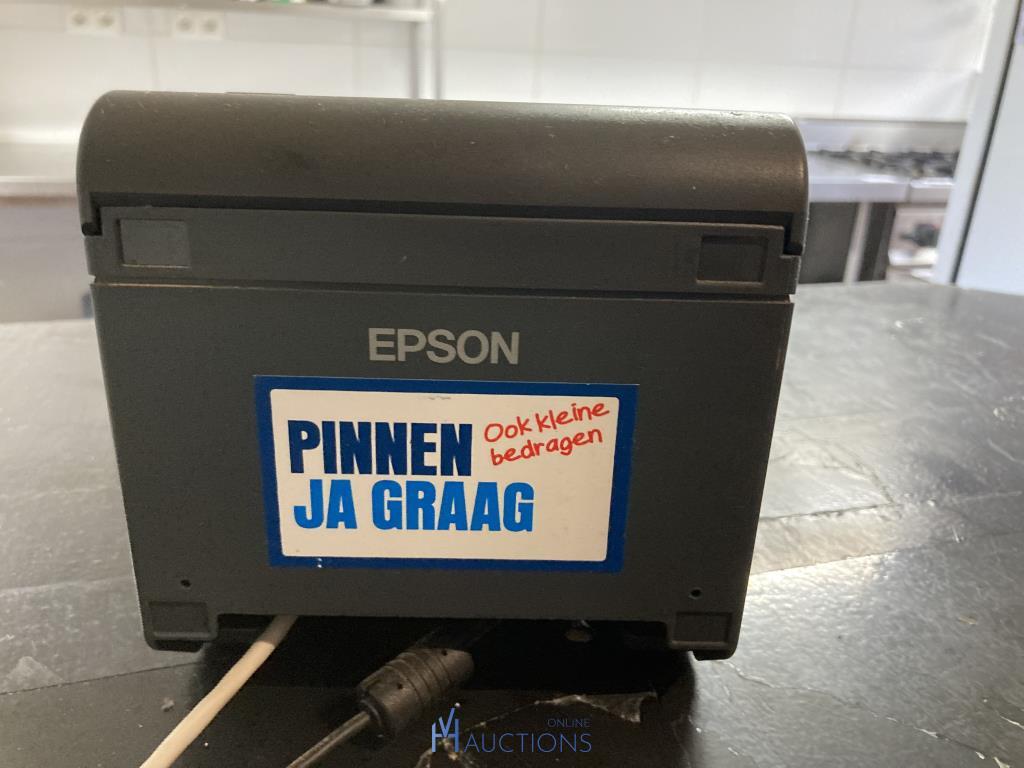 EPSON
PINNEN
Ook kleine
bedragen
JA GRAAG
ONLINE
AUCTIONS